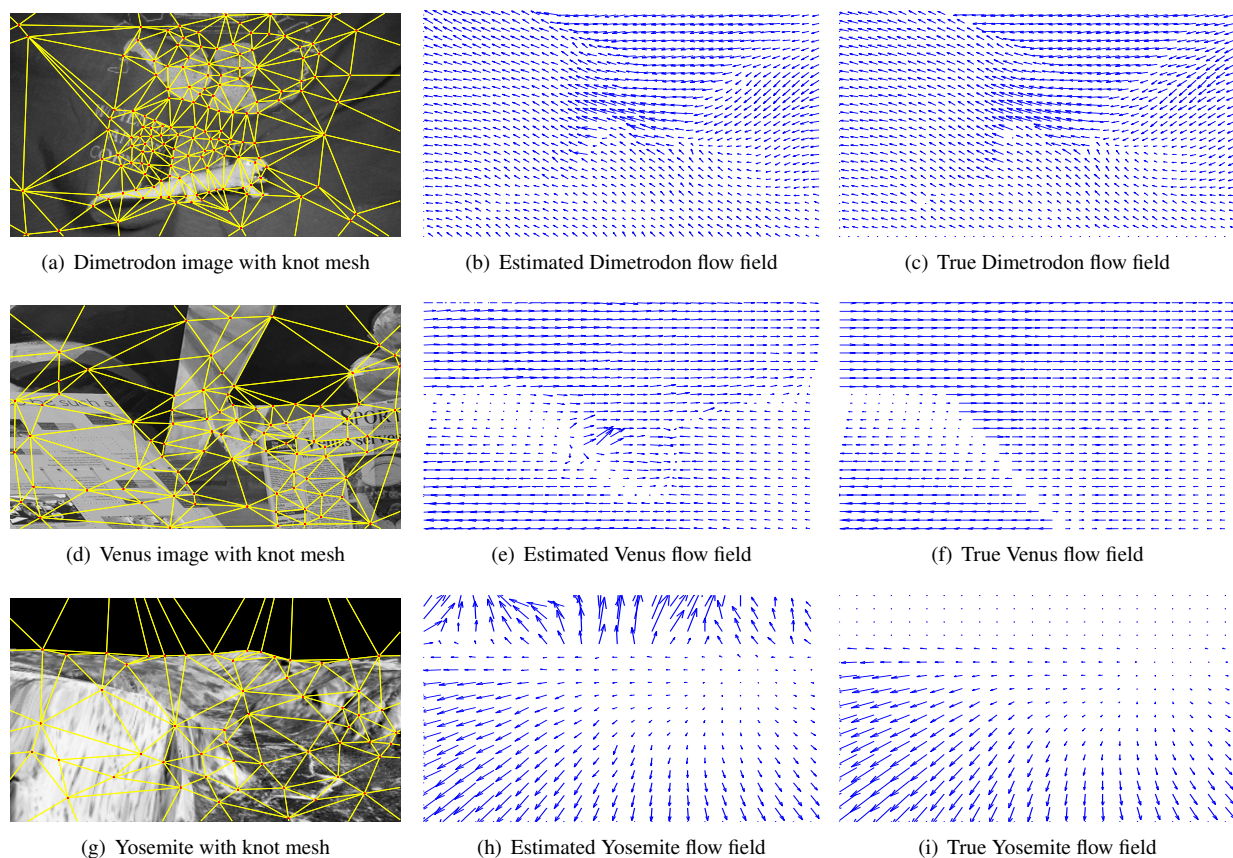 (a) Dimetrodon image with knot mesh
(b) Estimated Dimetrodon flow field
(c) True Dimetrodon flow field
SPOR
(d) Venus image with knot mesh
(e) Estimated Venus flow field
(f) True Venus flow field
(g) Yosemite with knot mesh
(h) Estimated Yosemite flow field
(i) True Yosemite flow field